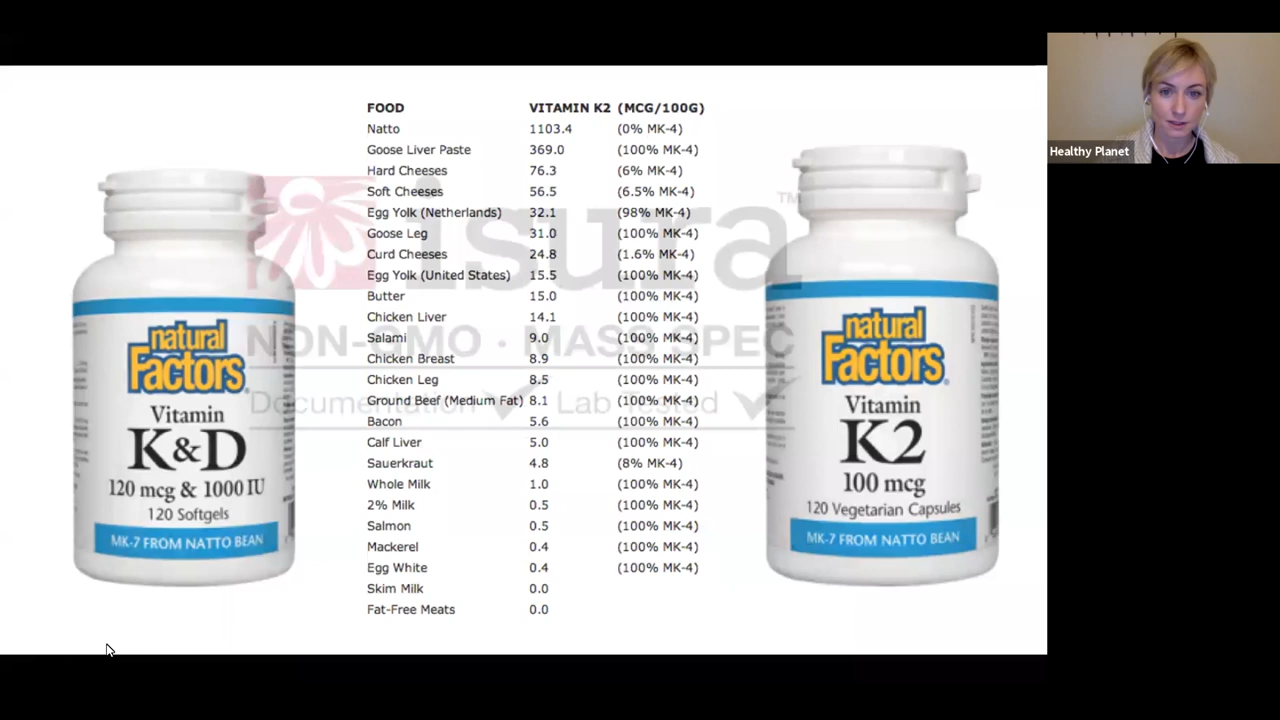 FOOD VITAMIN K2 (MCG/100G)
Natto 1103.4 (0% MK-4)
Goose Liver Paste 369.0 (100% MK-4)
Hard Cheeses 76.3 (6% MK-4)
Soft Cheeses 56.5 (6.5% MK-4)
Egg Yolk (Netherlands) 32.1 (98% MK-4)
Goose Leg 31.0 (100% MK-4)
Curd Cheeses 24.8 (1.6% MK-4)
Egg Yolk (United States) 15.5 (100% MK-4)
Butter 15.0 (100% MK-4)
Chicken Liver 14.1 (100% MK-4)
Salami 9.0 (100% MK-4)
Chicken Breast 8.9 (100% MK-4)
Chicken Leg 8.5 (100% MK-4)
Ground Beef (Medium Fat) 8.1 (100% MK-4)
Bacon 5.6 (100% MK-4)
Calf Liver 5.0 (100% MK-4)
Sauerkraut 4.8 (8% MK-4)
Whole Milk 1.0 (100% MK-4)
2% Milk 0.5 (100% MK-4)
Salmon 0.5 (100% MK-4)
Mackerel 0.4 (100% MK-4)
Egg White 0.4 (100% MK-4)
Skim Milk 0.0
Fat-Free Meats 0.0
isura™
NON-GMO · MASS SPEC
Documentation Lab Tested
natural
Factors®
Vitamin
K&D
120 mcg & 1000 IU
120 Softgels
MK-7 FROM NATTO BEAN
natural
Factors®
Vitamin
K2
100 mcg
120 Vegetarian Capsules
MK-7 FROM NATTO BEAN
Healthy Planet